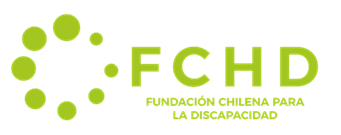 FCHD
FUNDACIÓN CHILENA PARA
LA DISCAPACIDAD